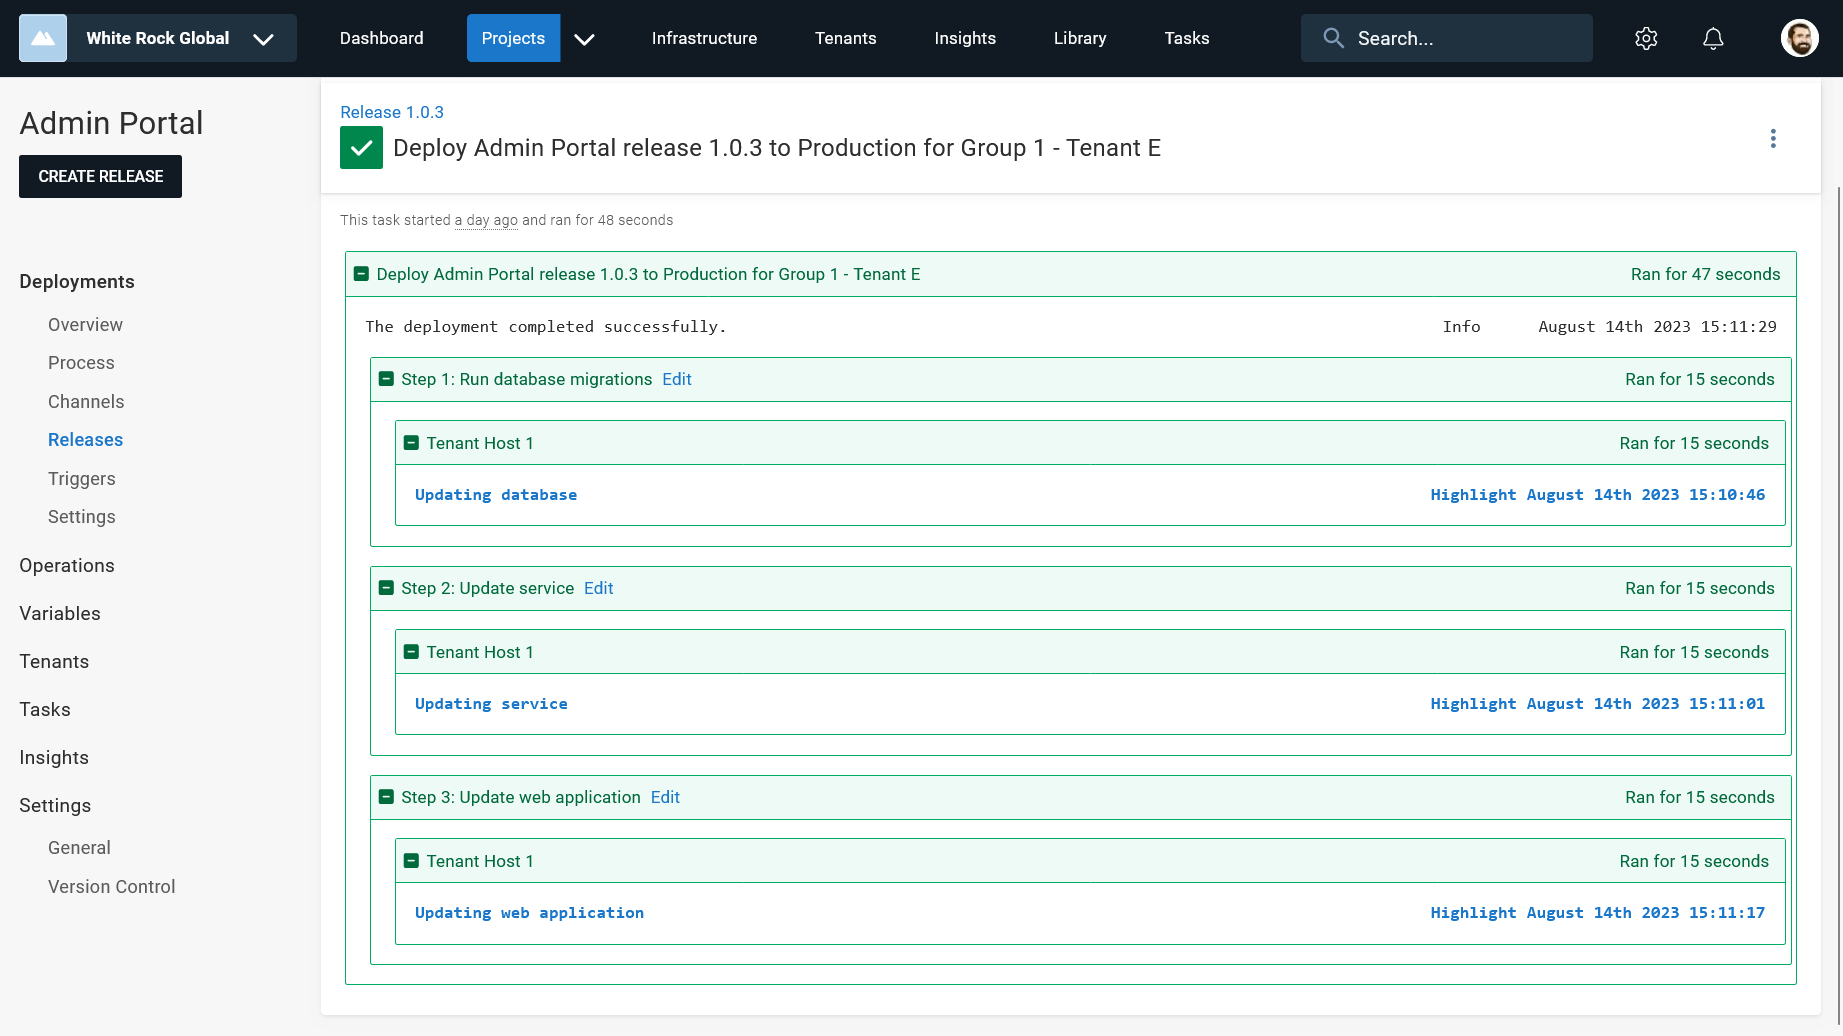 White Rock Global
Dashboard
Projects
Infrastructure
Tenants
Insights
Library
Tasks
Search...
Admin Portal
CREATE RELEASE
Deployments
Overview
Process
Channels
Releases
Triggers
Settings
Operations
Variables
Tenants
Tasks
Insights
Settings
General
Version Control
Release 1.0.3
Deploy Admin Portal release 1.0.3 to Production for Group 1 - Tenant E
This task started a day ago and ran for 48 seconds
Deploy Admin Portal release 1.0.3 to Production for Group 1 - Tenant E Ran for 47 seconds
The deployment completed successfully. Info August 14th 2023 15:11:29
Step 1: Run database migrations Edit Ran for 15 seconds
Tenant Host 1 Ran for 15 seconds
Updating database Highlight August 14th 2023 15:10:46
Step 2: Update service Edit Ran for 15 seconds
Tenant Host 1 Ran for 15 seconds
Updating service Highlight August 14th 2023 15:11:01
Step 3: Update web application Edit Ran for 15 seconds
Tenant Host 1 Ran for 15 seconds
Updating web application Highlight August 14th 2023 15:11:17